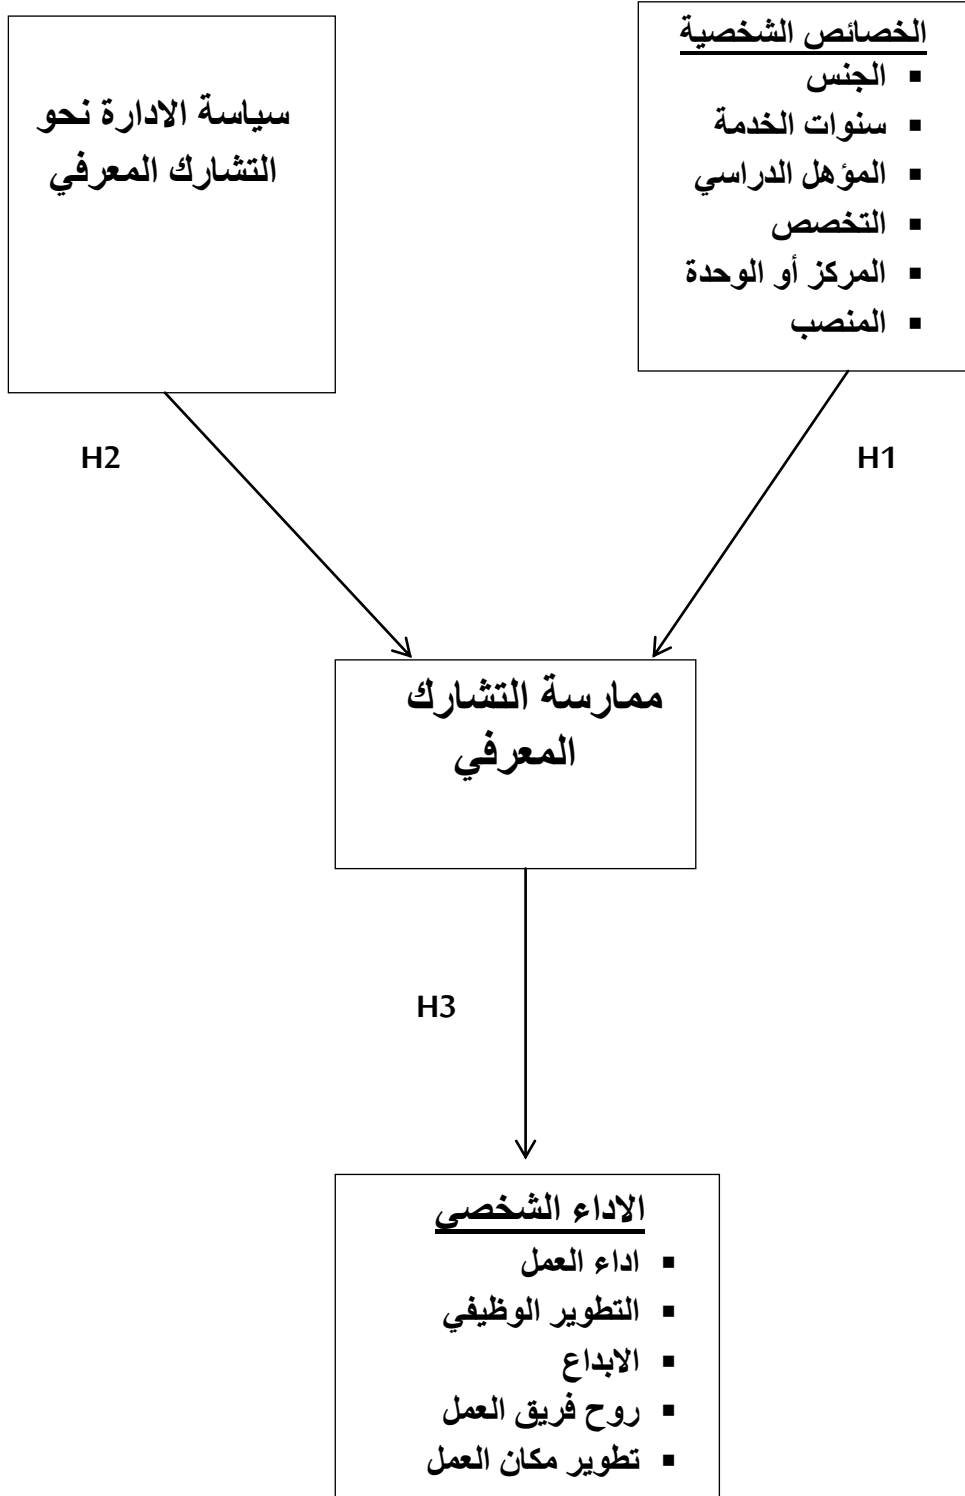 الخصائص الشخصية
▪ الجنس
▪ سنوات الخدمة
▪ المؤهل الدراسي
▪ التخصص
▪ المركز أو الوحدة
▪ المنصب
سياسة الادارة نحو
التشارك المعرفي
H1
H2
ممارسة التشارك
المعرفي
H3
الاداء الشخصي
▪ اداء العمل
▪ التطوير الوظيفي
▪ الابداع
▪ روح فريق العمل
▪ تطوير مكان العمل